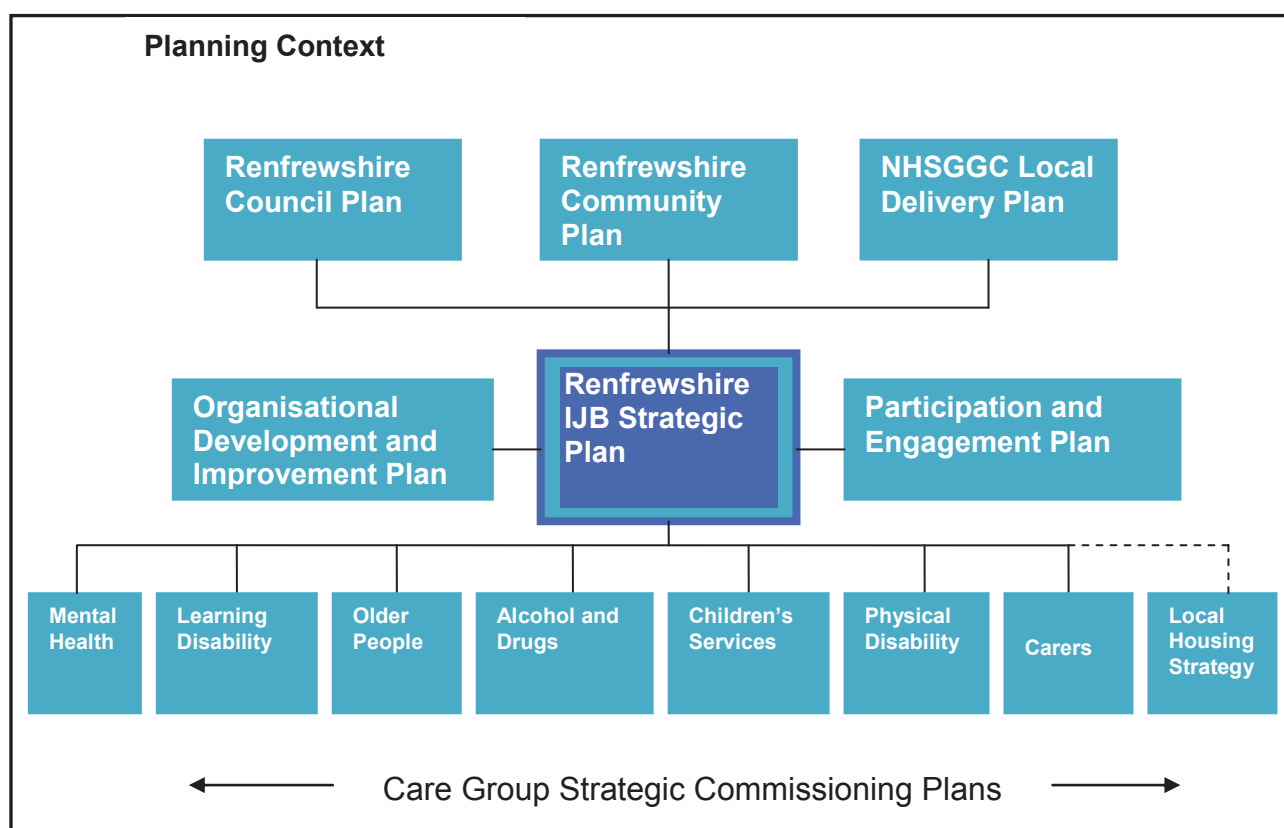 Planning Context
Renfrewshire
Council Plan
Renfrewshire
Community
Plan
NHSGGC Local
Delivery Plan
Organisational
Development and
Improvement Plan
Renfrewshire
IJB Strategic
Plan
Participation and
Engagement Plan
Mental
Health
Learning
Disability
Older
People
Alcohol and
Drugs
Children's
Services
Physical
Disability
Carers
Local
Housing
Strategy
Care Group Strategic Commissioning Plans